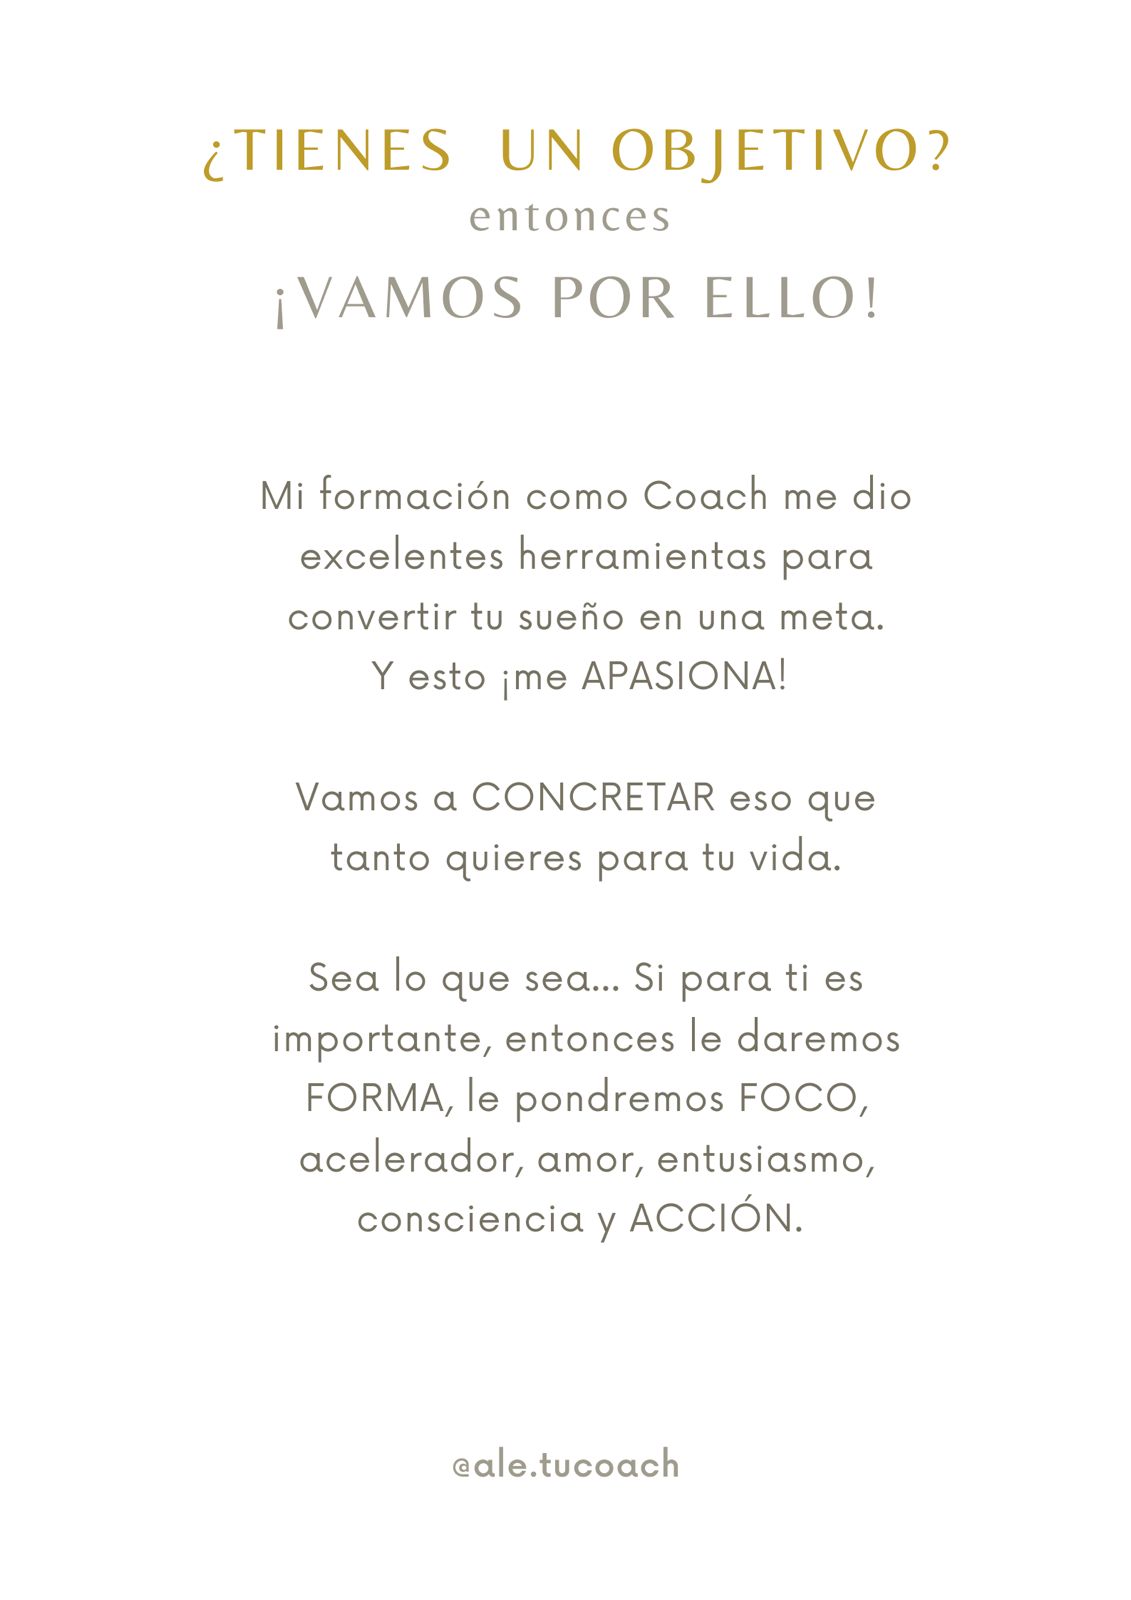 ¿TIENES UN OBJETIVO?
entonces
¡VAMOS POR ELLO!
Mi formación como Coach me dio
excelentes herramientas para
convertir tu sueño en una meta.
Y esto ¡me APASIONA!
Vamos a CONCRETAR eso que
tanto quieres para tu vida.
Sea lo que sea... Si para ti es
importante, entonces le daremos
FORMA, le pondremos FOCO,
acelerador, amor, entusiasmo,
consciencia y ACCIÓN.
@ale.tucoach